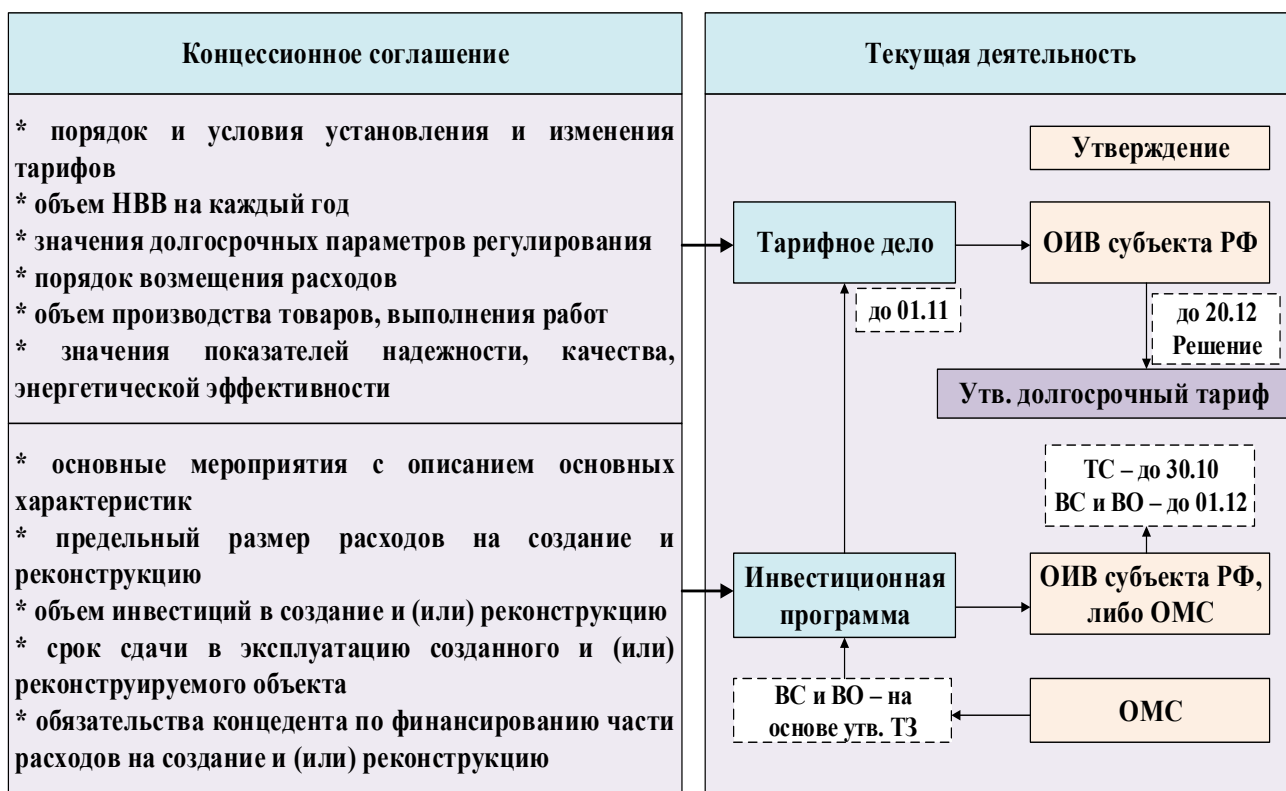 Концессионное соглашение
* порядок и условия установления и изменения
тарифов
* объем НВВ на каждый год
* значения долгосрочных параметров регулирования
* порядок возмещения расходов
* объем производства товаров, выполнения работ
* значения показателей надежности, качества,
энергетической эффективности
* основные мероприятия с описанием основных
характеристик
* предельный размер расходов на создание и
реконструкцию
* объем инвестиций в создание и (или) реконструкцию
* срок сдачи в эксплуатацию созданного и (или)
реконструируемого объекта
* обязательства концедента по финансированию части
расходов на создание и (или) реконструкцию
Текущая деятельность
Утверждение
Тарифное дело
ОИВ субъекта РФ
до 01.11
до 20.12
Решение
Утв. долгосрочный тариф
ТС – до 30.10
ВС и ВО – до 01.12
Инвестиционная
программа
ОИВ субъекта РФ,
либо ОМС
ВС и ВО – на
основе утв. ТЗ
ОМС